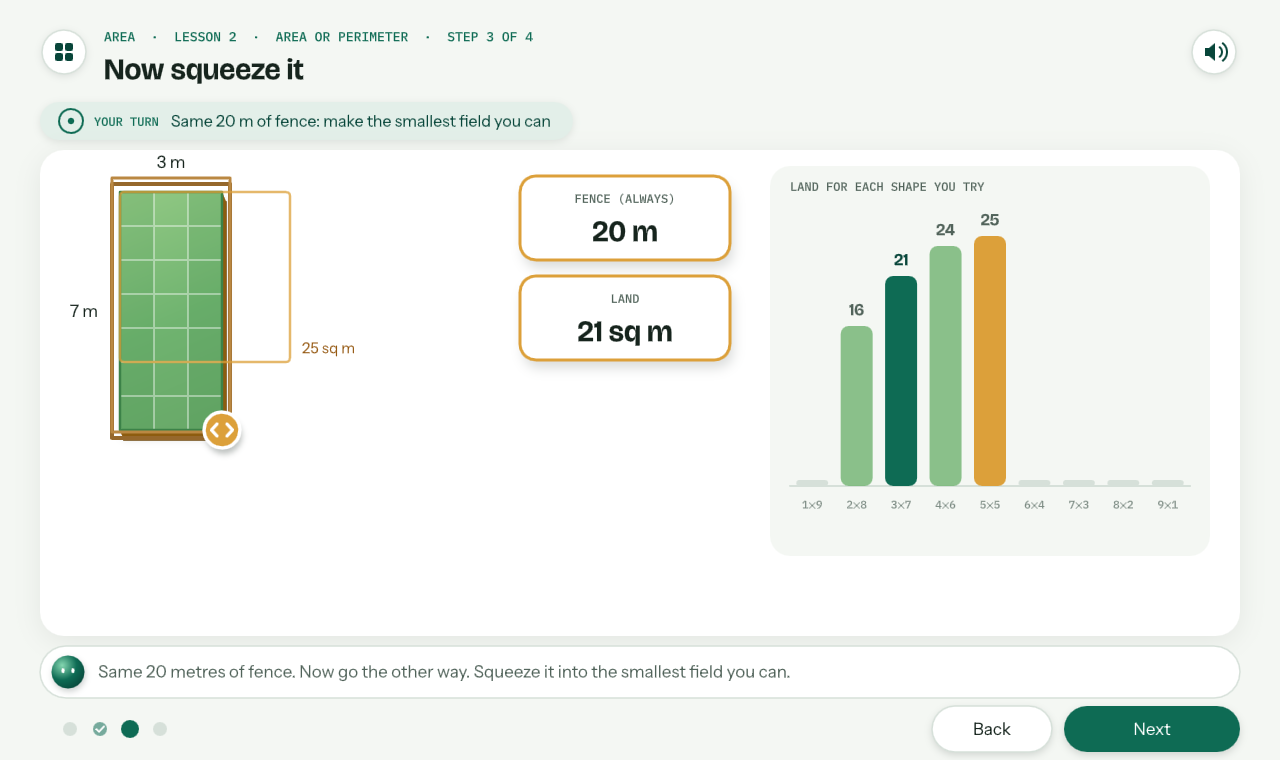 AREA · LESSON 2 · AREA OR PERIMETER · STEP 3 OF 4
Now squeeze it
YOUR TURN Same 20 m of fence: make the smallest field you can
3 m
7 m
25 sq m
FENCE (ALWAYS)
20 m
LAND
21 sq m
LAND FOR EACH SHAPE YOU TRY
16 21 24 25
1×9 2×8 3×7 4×6 5×5 6×4 7×3 8×2 9×1
Same 20 metres of fence. Now go the other way. Squeeze it into the smallest field you can.
Back Next